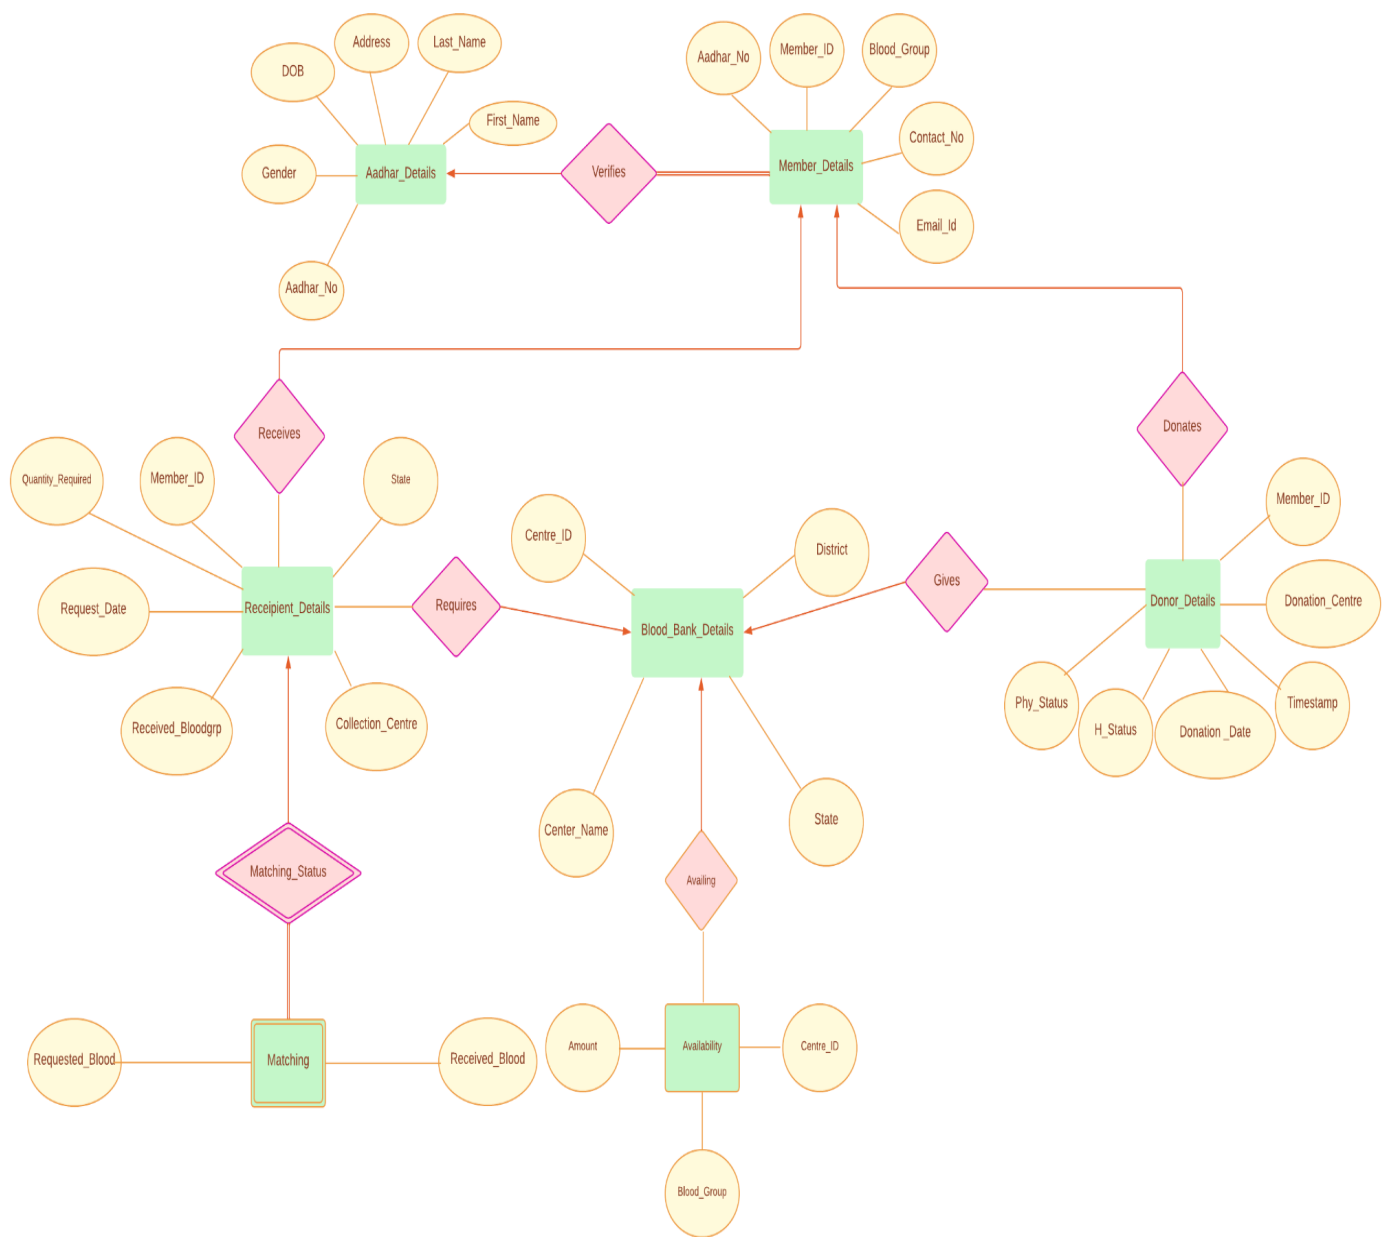 Address
Last_Name
DOB
First_Name
Gender
Aadhar_Details
Aadhar_No
Verifies
Aadhar_No
Member_ID
Blood_Group
Contact_No
Member_Details
Email_Id
Receives
Donates
Quantity_Required
Member_ID
State
Request_Date
Receipient_Details
Received_Bloodgrp
Collection_Centre
Requires
Centre_ID
District
Blood_Bank_Details
Center_Name
State
Gives
Member_ID
Donor_Details
Donation_Centre
Phy_Status
H_Status
Donation _Date
Timestamp
Matching_Status
Availing
Requested_Blood
Matching
Received_Blood
Amount
Availability
Centre_ID
Blood_Group